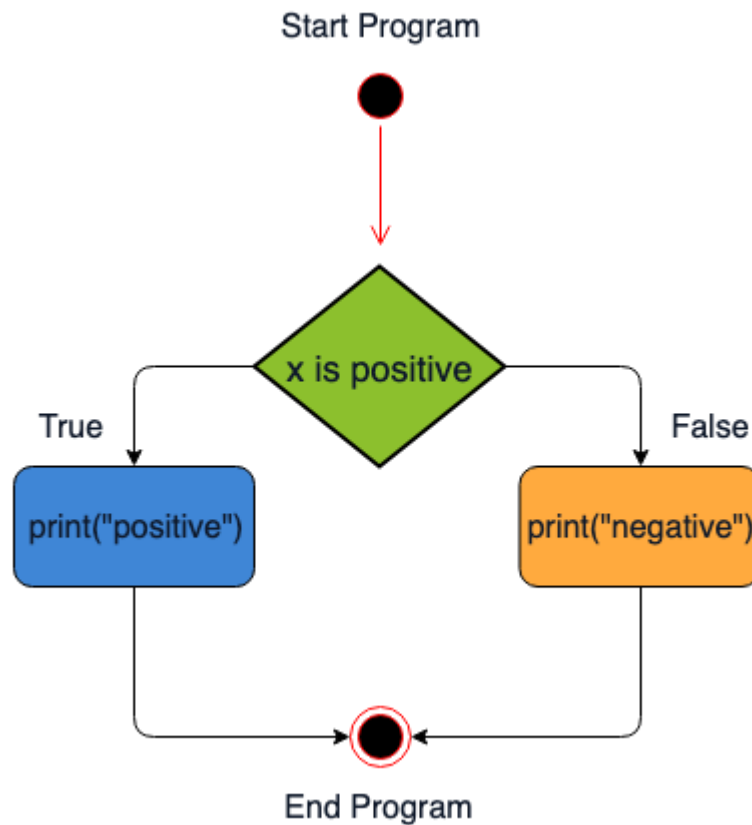 Start Program
x is positive
True
False
print("positive")
print("negative")
End Program